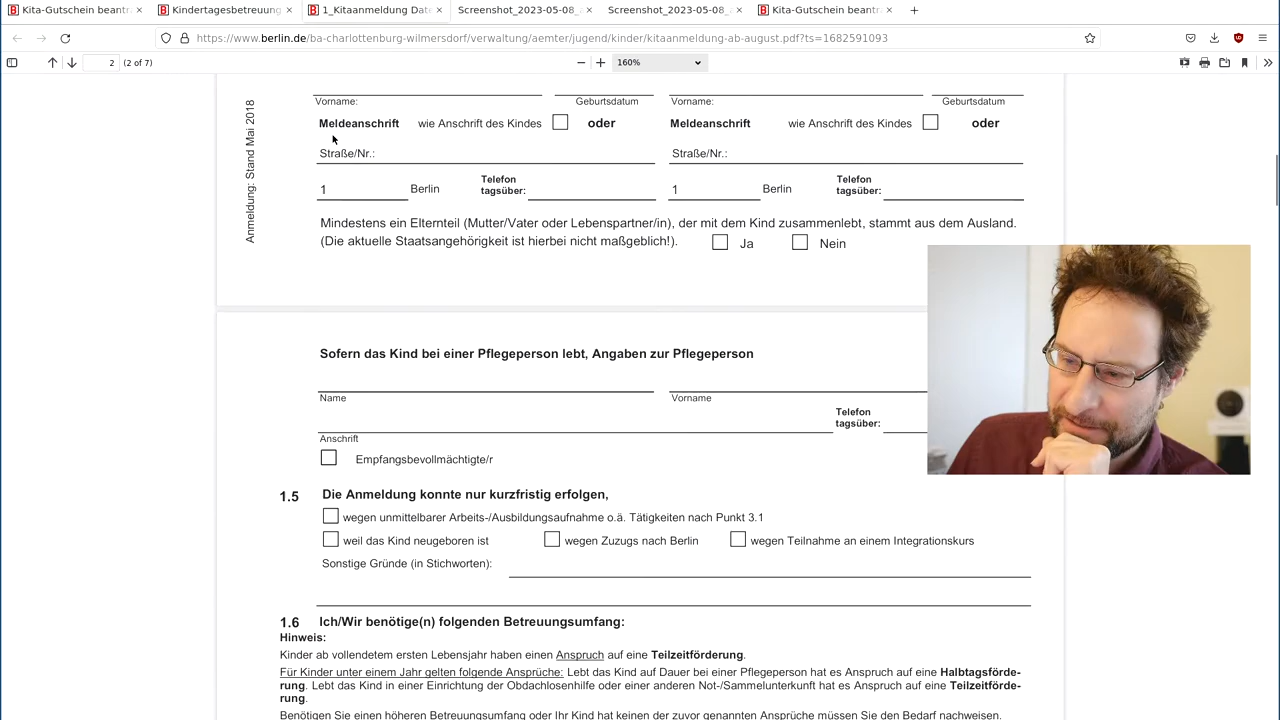 Kita-Gutschein beantr
Kindertagesbetreuung
1_Kitaanmeldung Date
Screenshot_2023-05-08_
Screenshot_2023-05-08_
Kita-Gutschein beantr
https://www.berlin.de/ba-charlottenburg-wilmersdorf/verwaltung/aemter/jugend/kinder/kitaanmeldung-ab-august.pdf?ts=1682591093
2 (2 of 7)
160%
Anmeldung: Stand Mai 2018
Vorname: Geburtsdatum Vorname: Geburtsdatum
Meldeanschrift wie Anschrift des Kindes oder Meldeanschrift wie Anschrift des Kindes oder
Straße/Nr.: Straße/Nr.:
1 Berlin Telefon tagsüber: 1 Berlin Telefon tagsüber:
Mindestens ein Elternteil (Mutter/Vater oder Lebenspartner/in), der mit dem Kind zusammenlebt, stammt aus dem Ausland.
(Die aktuelle Staatsangehörigkeit ist hierbei nicht maßgeblich!). Ja Nein
Sofern das Kind bei einer Pflegeperson lebt, Angaben zur Pflegeperson
Name Vorname
Telefon
tagsüber:
Anschrift
Empfangsbevollmächtigte/r
1.5 Die Anmeldung konnte nur kurzfristig erfolgen,
wegen unmittelbarer Arbeits-/Ausbildungsaufnahme o.ä. Tätigkeiten nach Punkt 3.1
weil das Kind neugeboren ist wegen Zuzugs nach Berlin wegen Teilnahme an einem Integrationskurs
Sonstige Gründe (in Stichworten):
1.6 Ich/Wir benötige(n) folgenden Betreuungsumfang:
Hinweis:
Kinder ab vollendetem ersten Lebensjahr haben einen Anspruch auf eine Teilzeitförderung.
Für Kinder unter einem Jahr gelten folgende Ansprüche: Lebt das Kind auf Dauer bei einer Pflegeperson hat es Anspruch auf eine Halbtagsförde-
rung. Lebt das Kind in einer Einrichtung der Obdachlosenhilfe oder einer anderen Not-/Sammelunterkunft hat es Anspruch auf eine Teilzeitförde-
rung.
Benötigen Sie einen höheren Betreuungsumfang oder Ihr Kind hat keinen der zuvor genannten Ansprüche müssen Sie den Bedarf nachweisen.